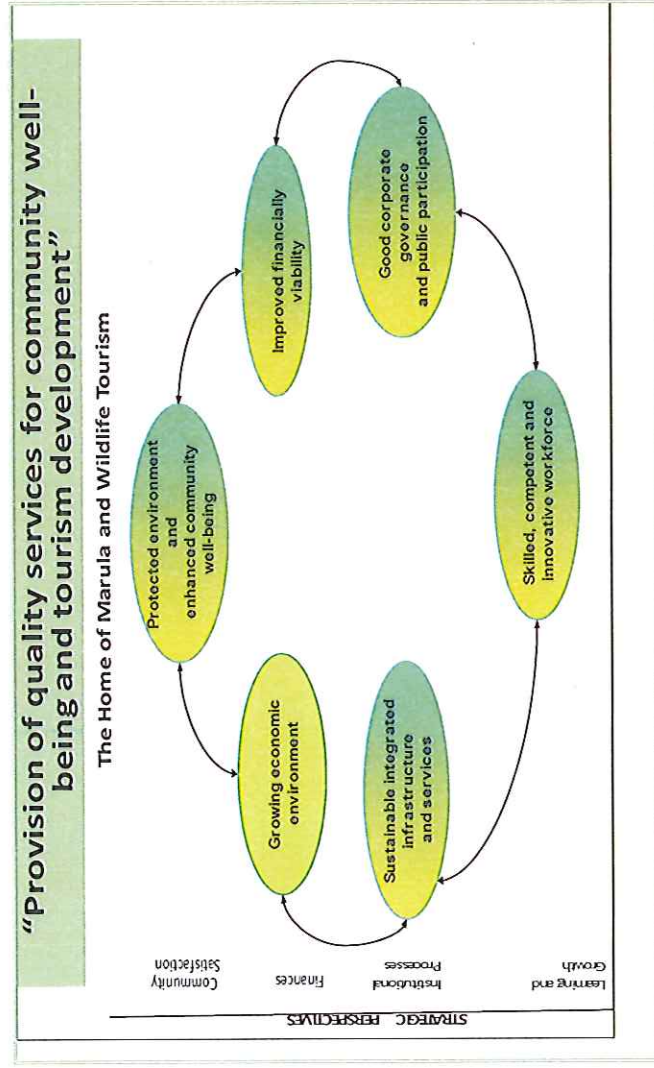 “Provision of quality services for community well-
being and tourism development”
The Home of Marula and Wildlife Tourism
STRATEGIC PERSPECTIVES
Community
Satisfaction
Protected environment
and
enhanced community
well-being
Finances
Growing economic
environment
Improved financially
viability
Institutional
Processes
Sustainable integrated
infrastructure
and services
Good corporate
governance
and public participation
Learning and
Growth
Skilled, competent and
innovative workforce